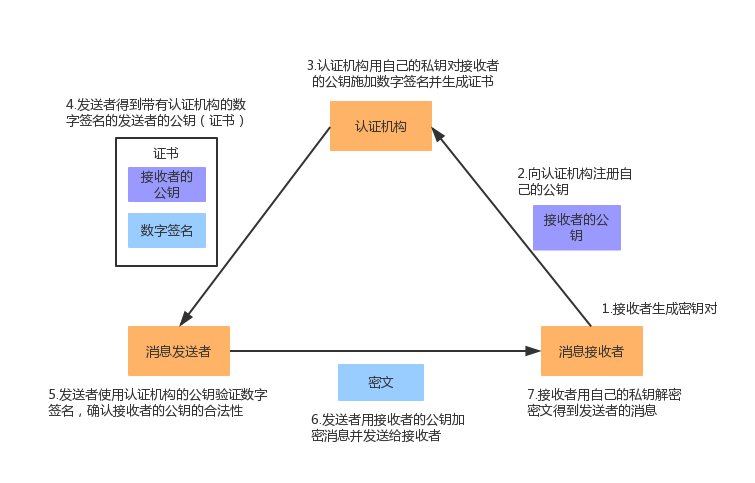 3.认证机构用自己的私钥对接收者
的公钥施加数字签名并生成证书
4.发送者得到带有认证机构的数
字签名的发送者的公钥（证书）
认证机构
证书
接收者的
公钥
数字签名
2.向认证机构注册自
己的公钥
接收者的公
钥
1.接收者生成密钥对
消息发送者
消息接收者
密文
5.发送者使用认证机构的公钥验证数字
签名，确认接收者的公钥的合法性
6.发送者用接收者的公钥加
密消息并发送给接收者
7.接收者用自己的私钥解密
密文得到发送者的消息